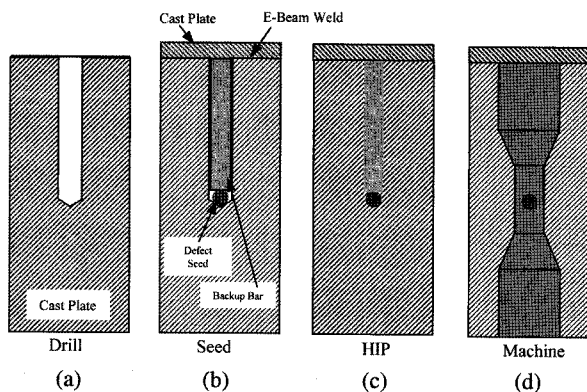 Cast Plate
E-Beam Weld
Defect
Seed
Backup Bar
Cast Plate
Drill
Seed
HIP
Machine
(a)
(b)
(c)
(d)